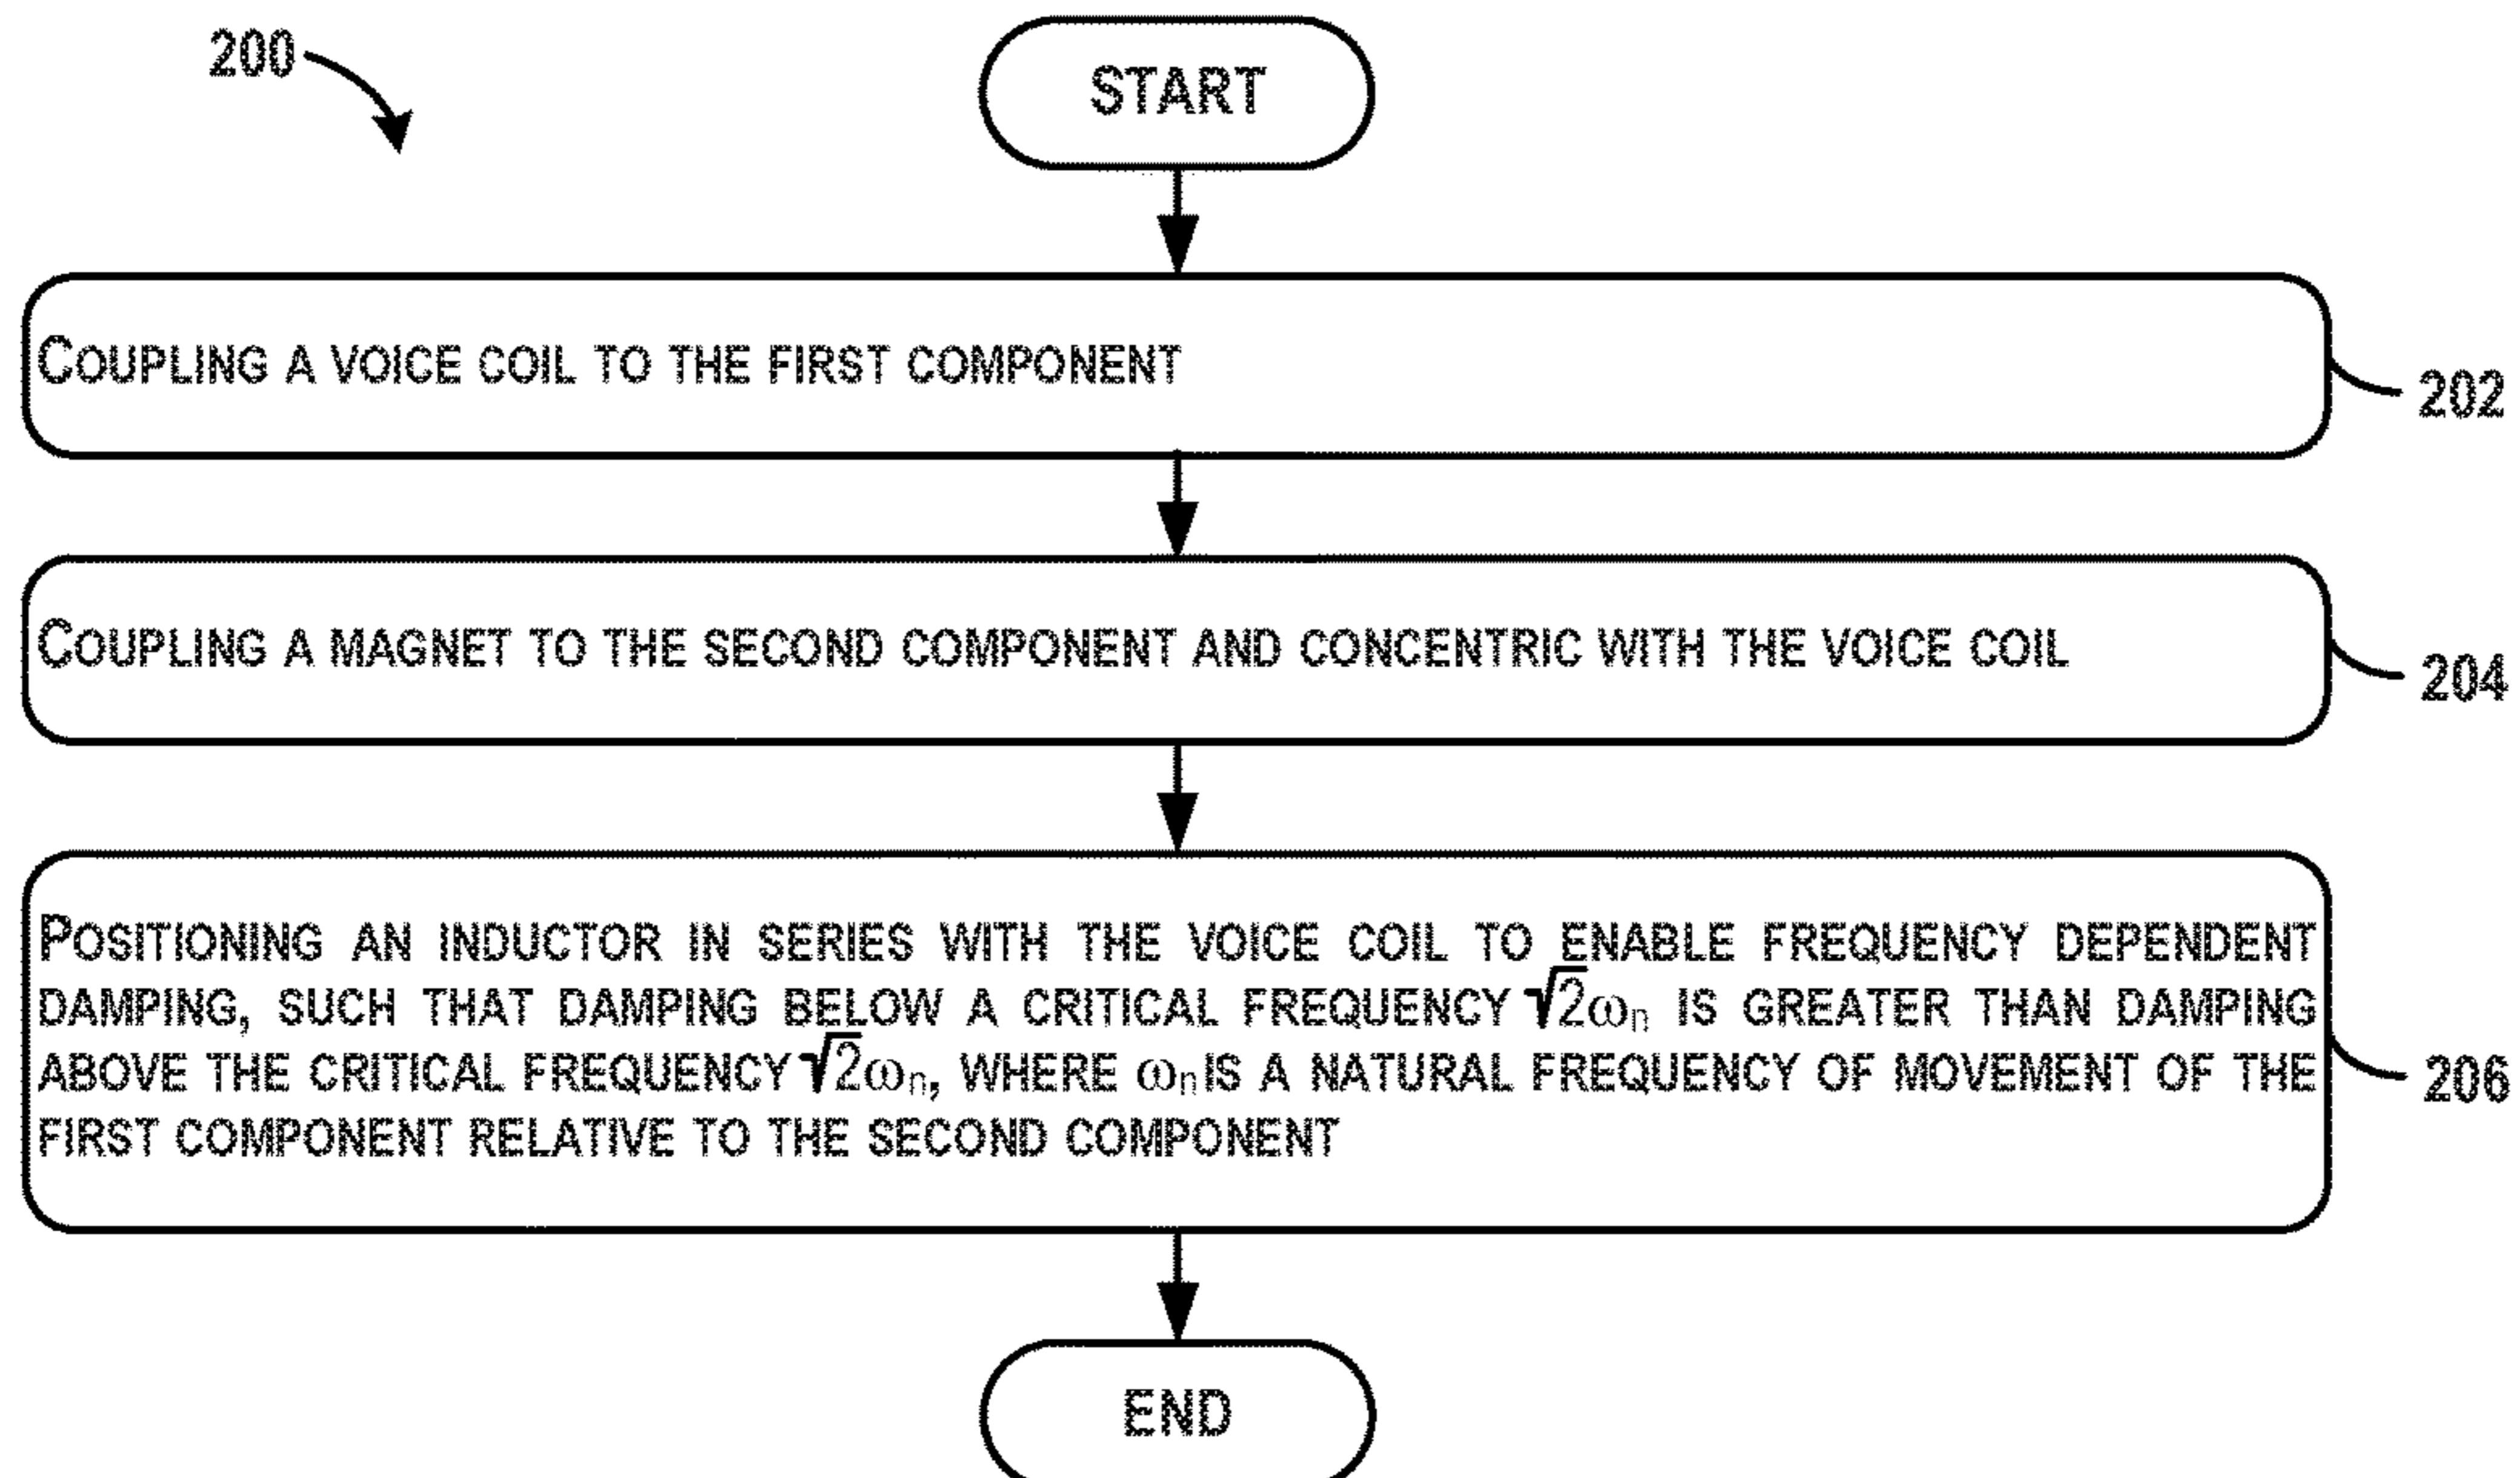 200
START
COUPLING A VOICE COIL TO THE FIRST COMPONENT
202
COUPLING A MAGNET TO THE SECOND COMPONENT AND CONCENTRIC WITH THE VOICE COIL
204
POSITIONING AN INDUCTOR IN SERIES WITH THE VOICE COIL TO ENABLE FREQUENCY DEPENDENT
DAMPING, SUCH THAT DAMPING BELOW A CRITICAL FREQUENCY √2ωₙ IS GREATER THAN DAMPING
ABOVE THE CRITICAL FREQUENCY √2ωₙ, WHERE ωₙ IS A NATURAL FREQUENCY OF MOVEMENT OF THE
FIRST COMPONENT RELATIVE TO THE SECOND COMPONENT
206
END